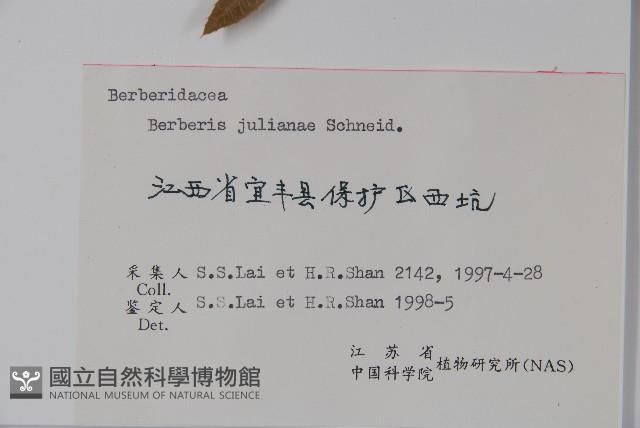 Berberidacea
Berberis julianae Schneid.
江西省宜丰县保护区西坑
采集人 S.S.Lai et H.R.Shan 2142, 1997-4-28
Coll.
鉴定人 S.S.Lai et H.R.Shan 1998-5
Det.
江苏省
中国科学院 植物研究所(NAS)
國立自然科學博物館
NATIONAL MUSEUM OF NATURAL SCIENCE